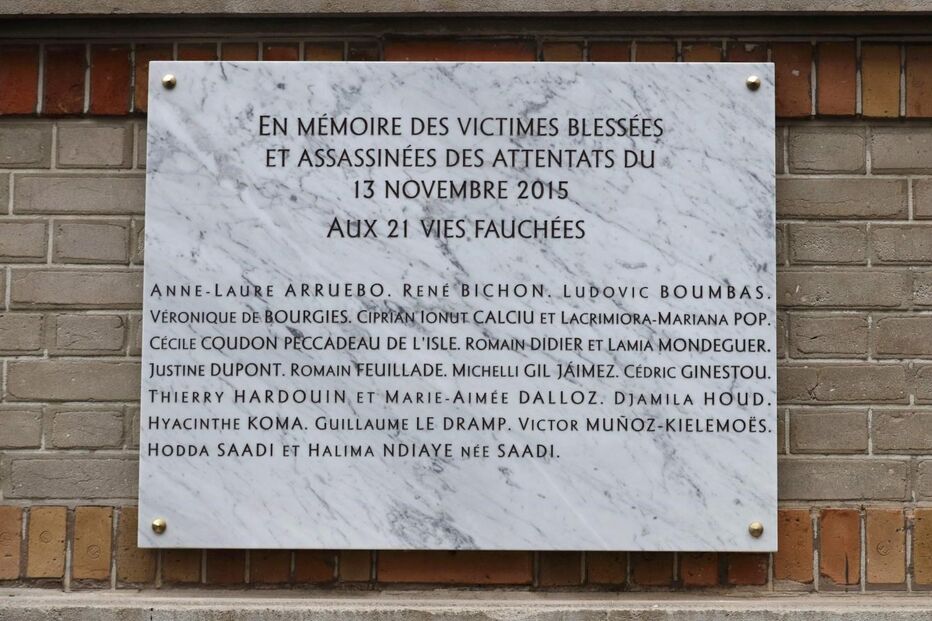 En mémoire des victimes blessées
et assassinées des attentats du
13 novembre 2015
Aux 21 vies fauchées
Anne-Laure ARRUEBO. René BICHON. Ludovic BOUMBAS.
Véronique de BOURGIES. Ciprian Ionut CALCIU et Lacrimiora-Mariana POP.
Cécile COUDON PECCADEAU DE L'ISLE. Romain DIDIER et Lamia MONDEGUER.
Justine DUPONT. Romain FEUILLADE. Michelli GIL JÁIMEZ. Cédric GINESTOU.
Thierry HARDOUIN et Marie-Aimée DALLOZ. Djamila HOUD.
Hyacinthe KOMA. Guillaume LE DRAMP. Victor MUÑOZ-KIELEMOËS.
Hodda SAADI et Halima NDIAYE née SAADI.